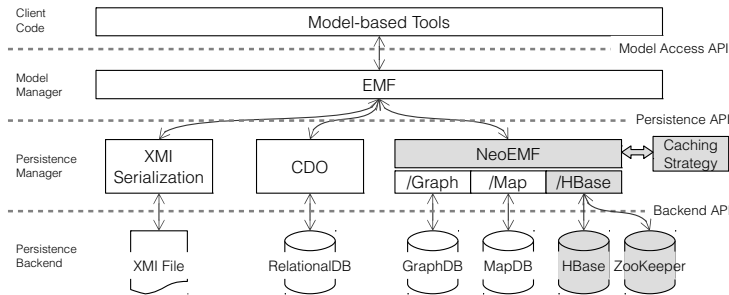 Client
Code
Model-based Tools
Model Access API
Model
Manager
EMF
Persistence API
Persistence
Manager
XMI
Serialization
CDO
NeoEMF
/Graph
/Map
/HBase
Caching
Strategy
Backend API
Persistence
Backend
XMI File
RelationalDB
GraphDB
MapDB
HBase
ZooKeeper